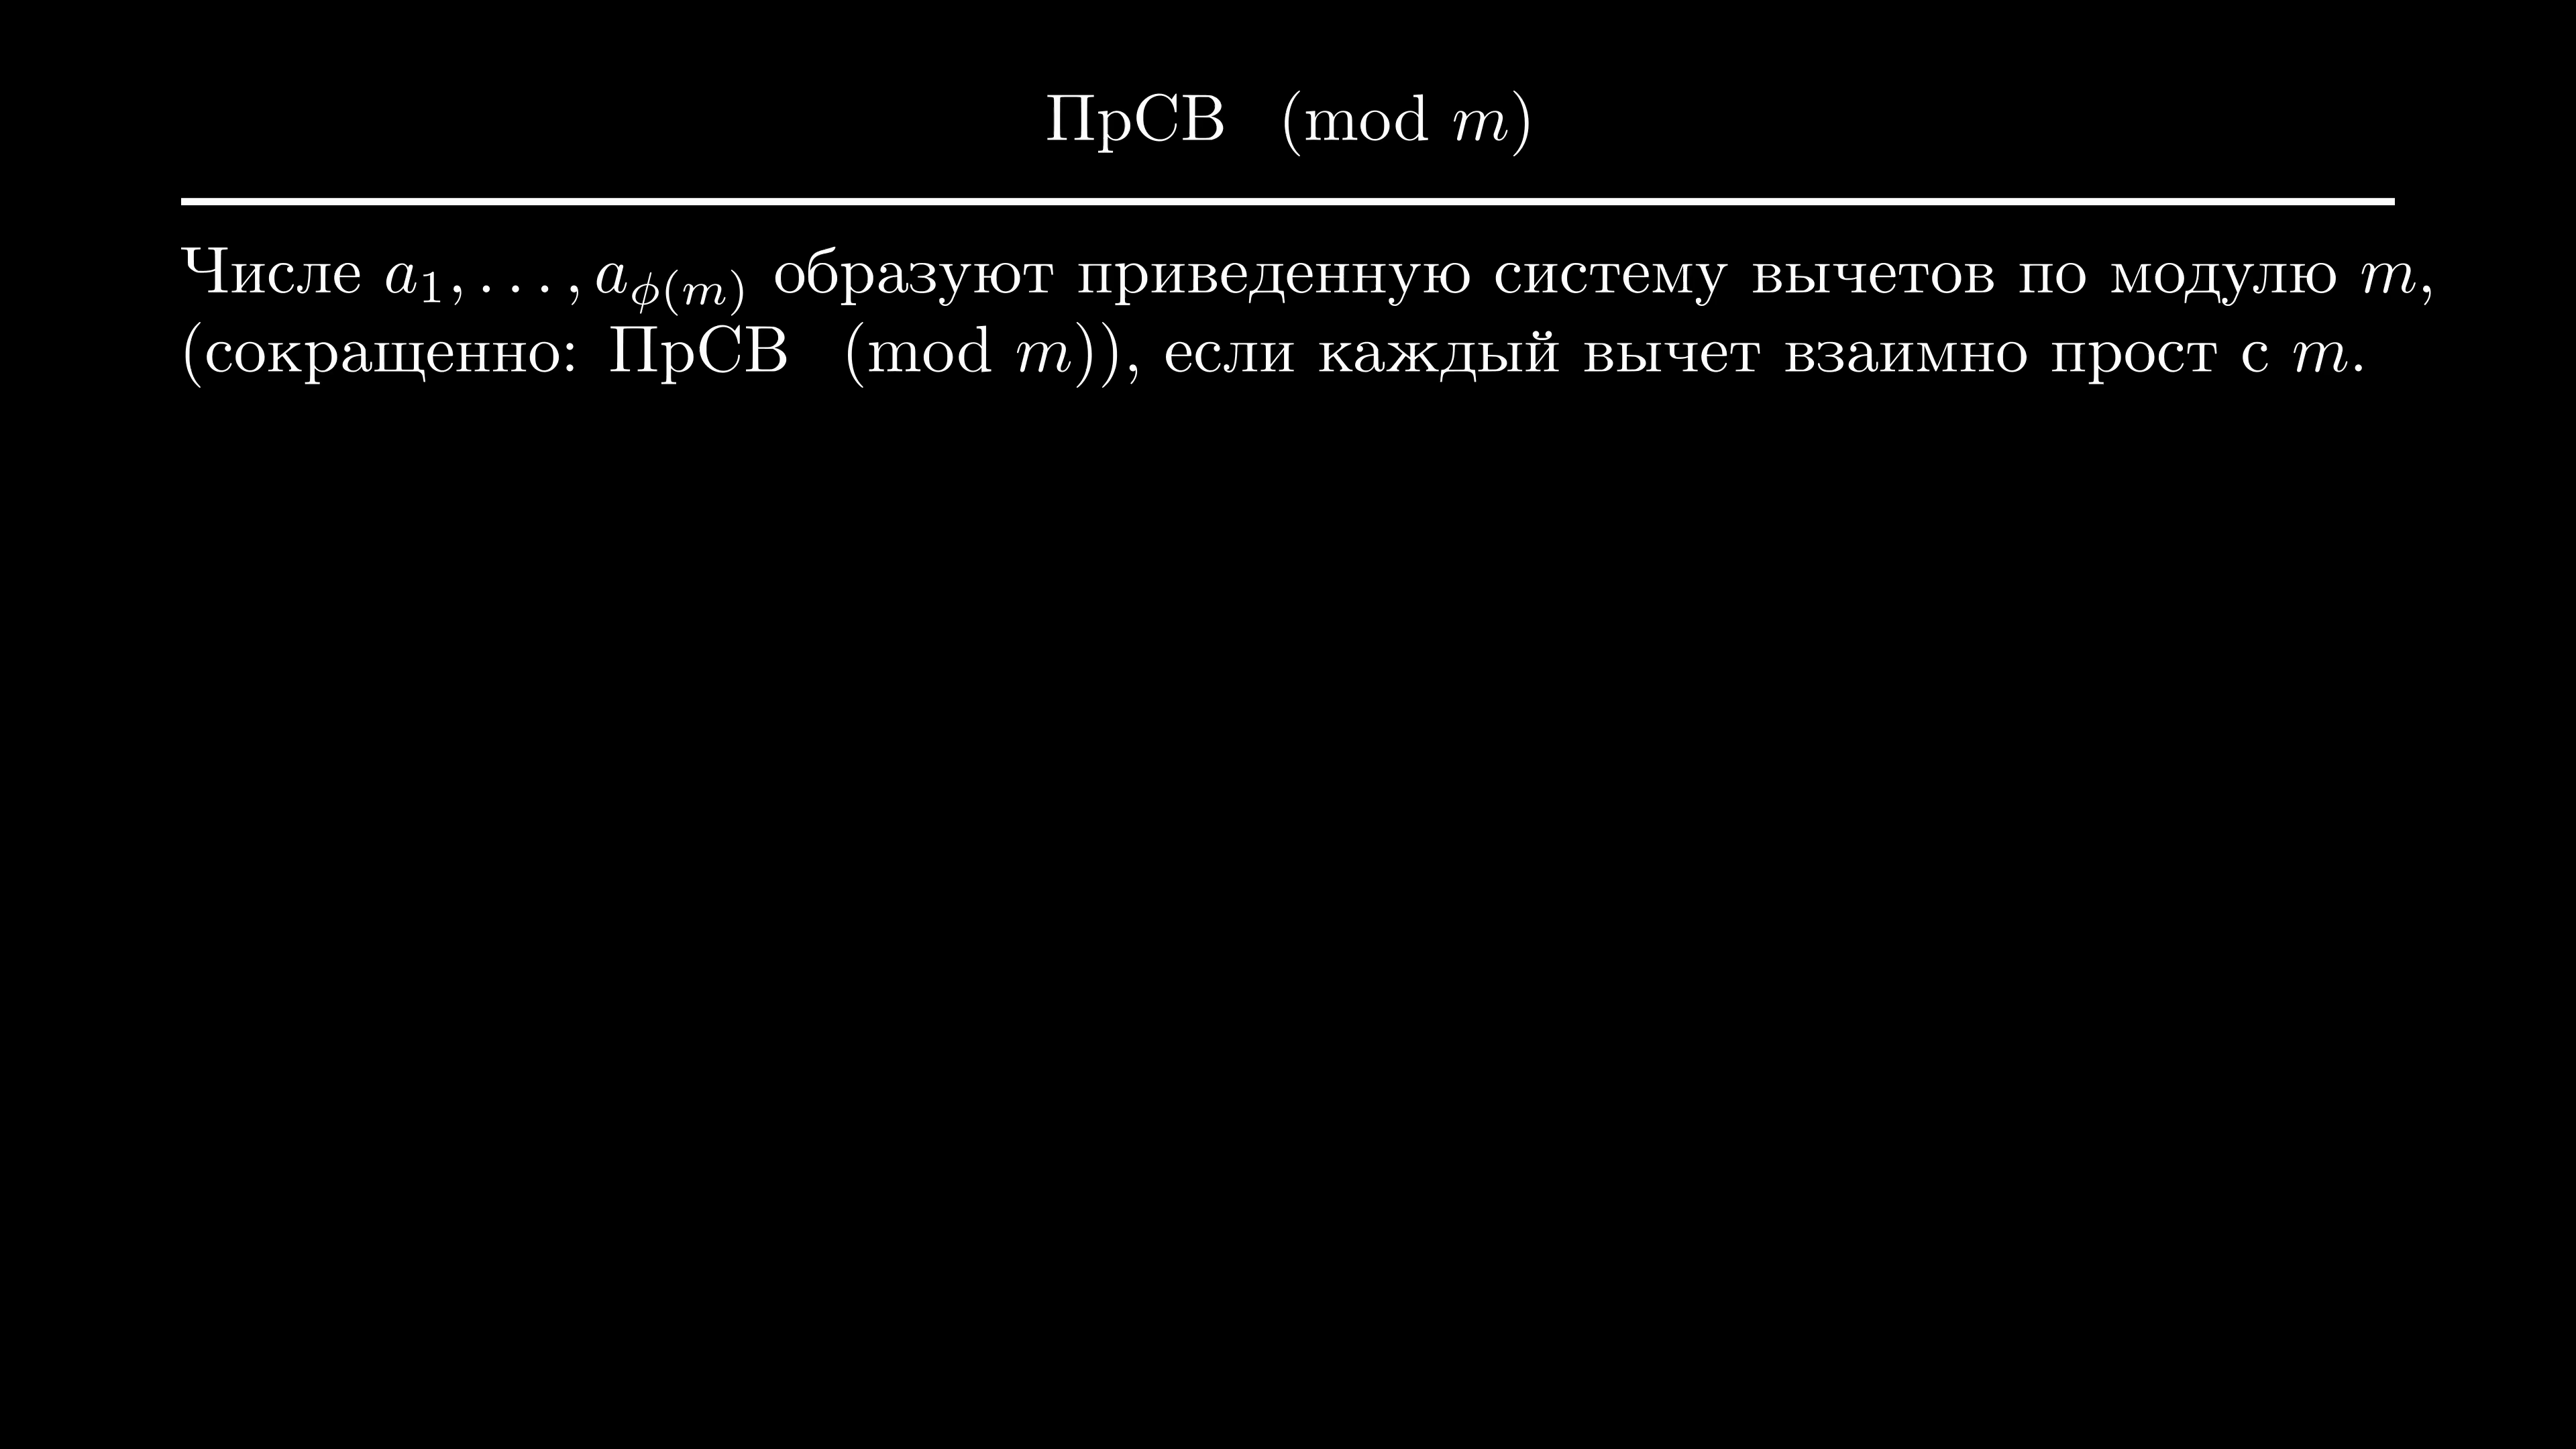 ПрСВ (mod m)
Числе a₁, . . . , a_{ϕ(m)} образуют приведенную систему вычетов по модулю m,
(сокращенно: ПрСВ (mod m)), если каждый вычет взаимно прост с m.